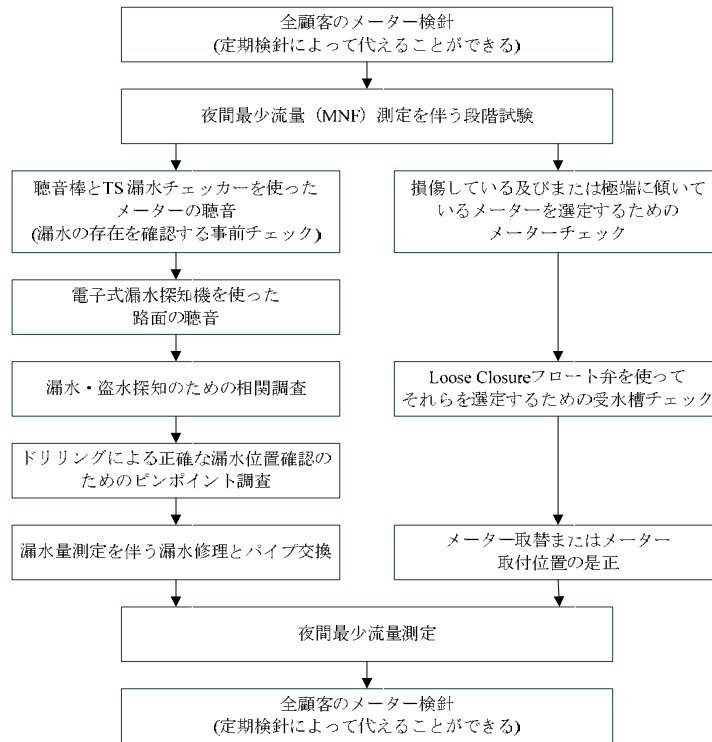 全顧客のメーター検針
(定期検針によって代えることができる)
夜間最少流量（MNF）測定を伴う段階試験
聴音棒とTS漏水チェッカーを使った
メーターの聴音
(漏水の存在を確認する事前チェック)
電子式漏水探知機を使った
路面の聴音
漏水・盗水探知のための相関調査
ドリリングによる正確な漏水位置確認の
ためのピンポイント調査
漏水量測定を伴う漏水修理とパイプ交換
損傷している及びまたは極端に傾いて
いるメーターを選定するための
メーターチェック
Loose Closureフロート弁を使って
それらを選定するための受水槽チェック
メーター取替またはメーター
取付位置の是正
夜間最少流量測定
全顧客のメーター検針
(定期検針によって代えることができる)